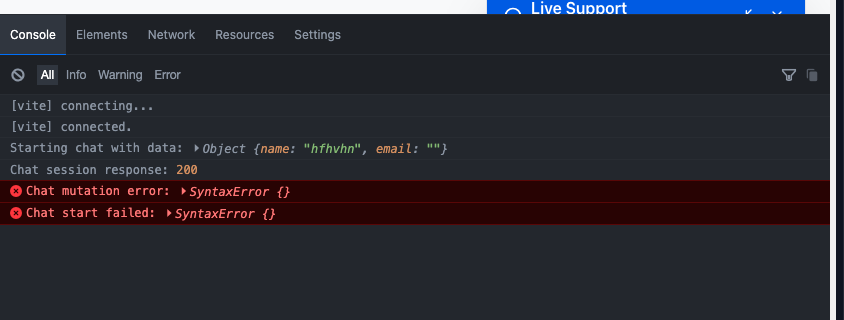 Live Support
Console Elements Network Resources Settings
All Info Warning Error
[vite] connecting...
[vite] connected.
Starting chat with data: Object {name: "hfhvhn", email: ""}
Chat session response: 200
Chat mutation error: SyntaxError {}
Chat start failed: SyntaxError {}